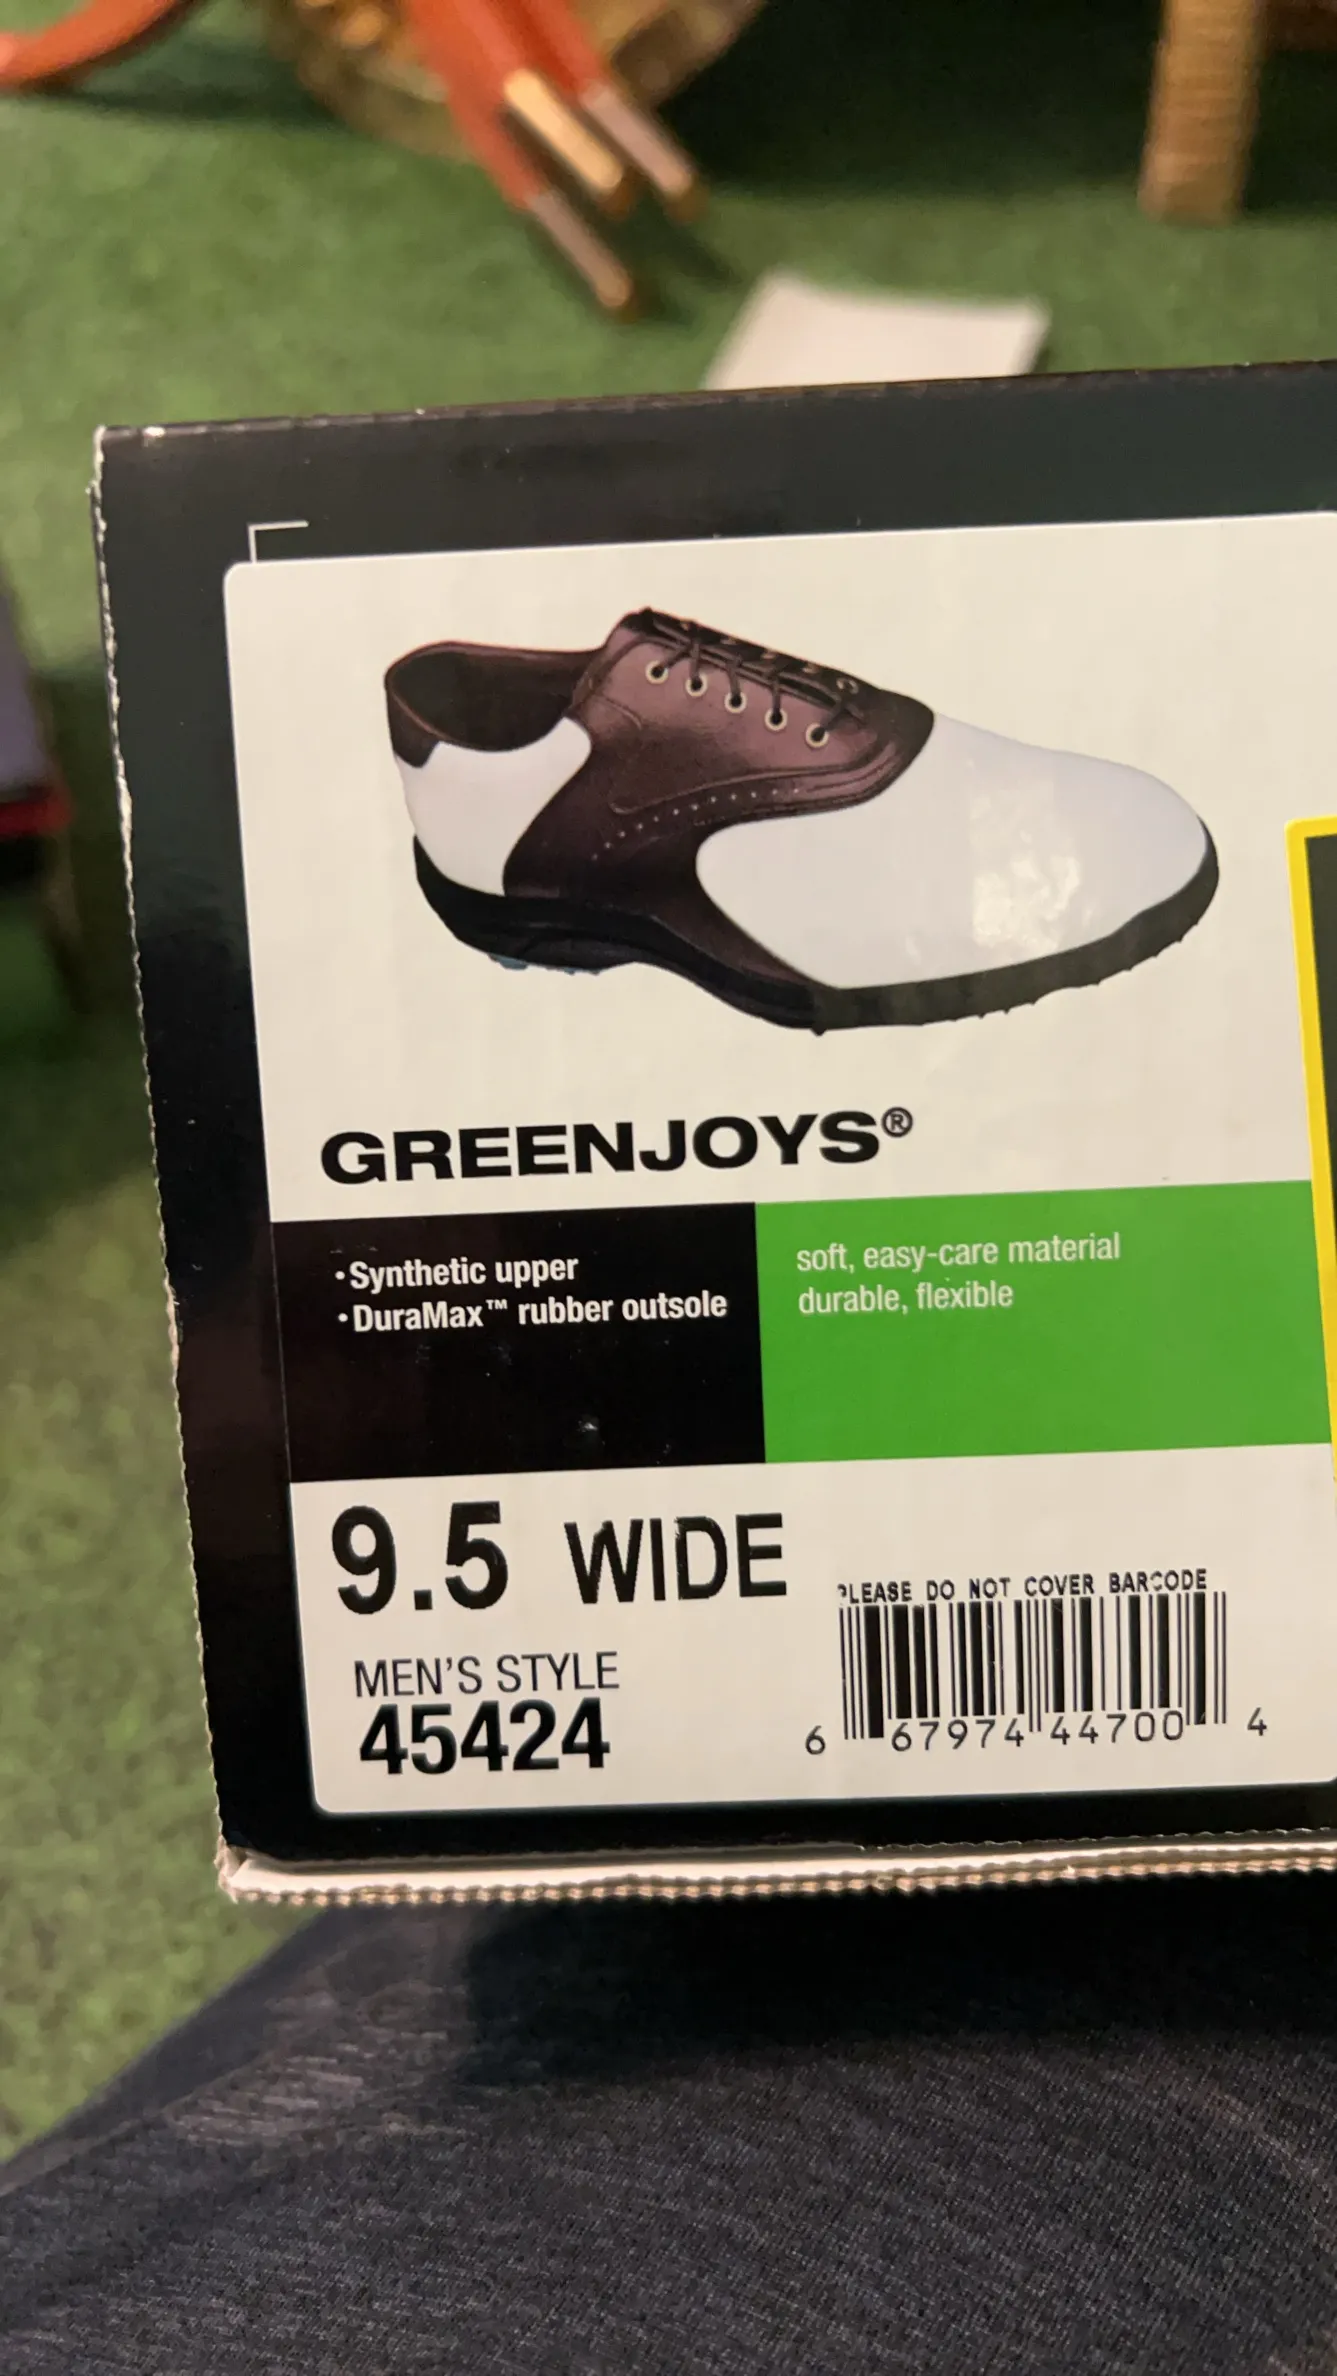 GREENJOYS®
•Synthetic upper
•DuraMax™ rubber outsole
soft, easy-care material
durable, flexible
9.5 WIDE
MEN'S STYLE
45424
PLEASE DO NOT COVER BARCODE
6 67974 44700 4